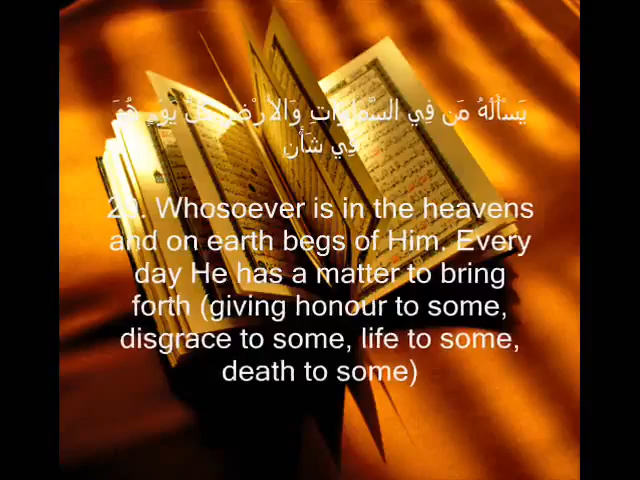 يَسْأَلُهُ مَن فِي السَّمَاوَاتِ وَالأَرْضِ كُلَّ يَوْمٍ هُوَ
فِي شَأْنٍ
29. Whosoever is in the heavens
and on earth begs of Him. Every
day He has a matter to bring
forth (giving honour to some,
disgrace to some, life to some,
death to some)